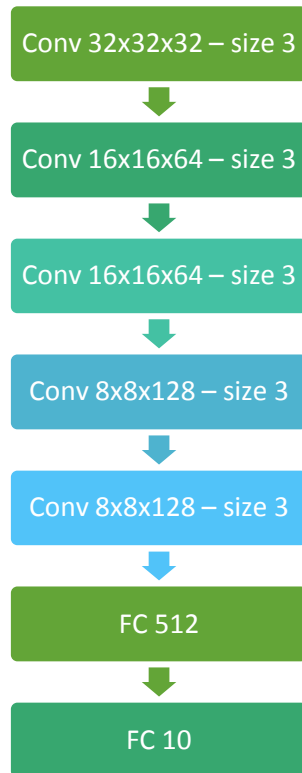 Conv 32x32x32 – size 3
Conv 16x16x64 – size 3
Conv 16x16x64 – size 3
Conv 8x8x128 – size 3
Conv 8x8x128 – size 3
FC 512
FC 10